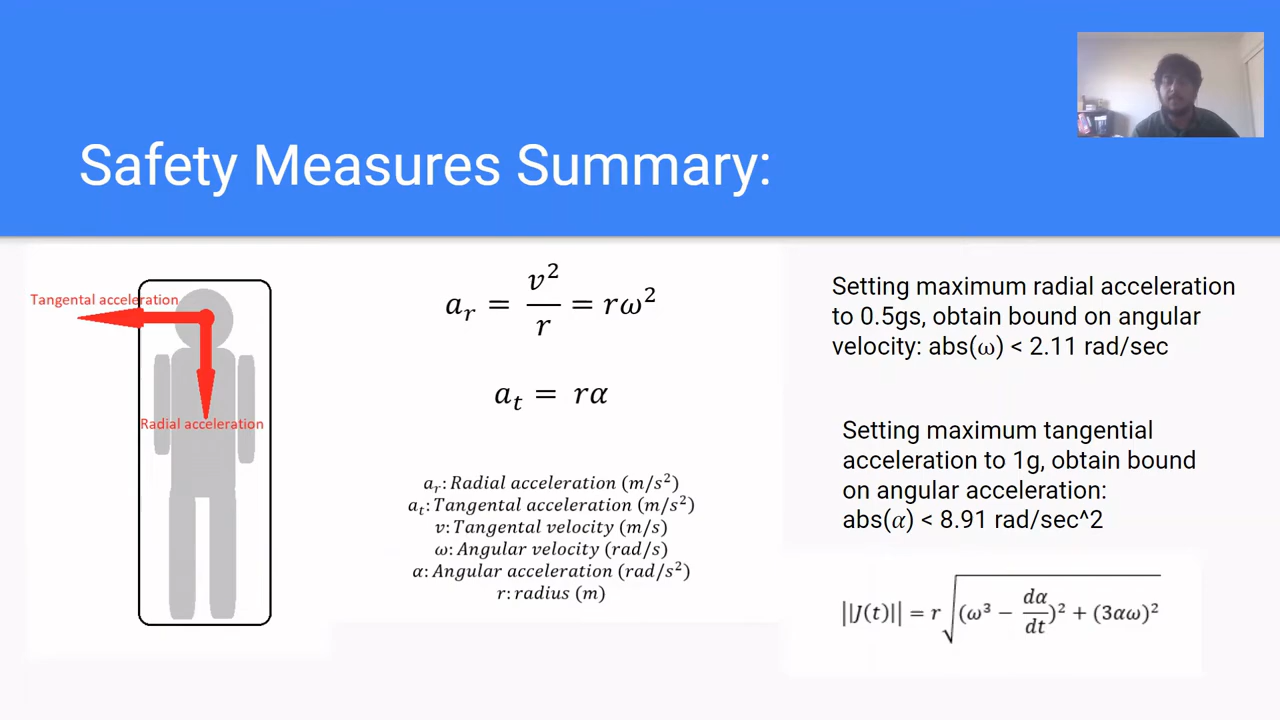 Safety Measures Summary:
Tangental acceleration
Radial acceleration
a_r = v^2/r = rω^2
a_t = rα
a_r: Radial acceleration (m/s^2)
a_t: Tangental acceleration (m/s^2)
v: Tangental velocity (m/s)
ω: Angular velocity (rad/s)
α: Angular acceleration (rad/s^2)
r: radius (m)
Setting maximum radial acceleration
to 0.5gs, obtain bound on angular
velocity: abs(ω) < 2.11 rad/sec
Setting maximum tangential
acceleration to 1g, obtain bound
on angular acceleration:
abs(α) < 8.91 rad/sec^2
||J(t)|| = r√((ω^3 − dα/dt)^2 + (3αω)^2)